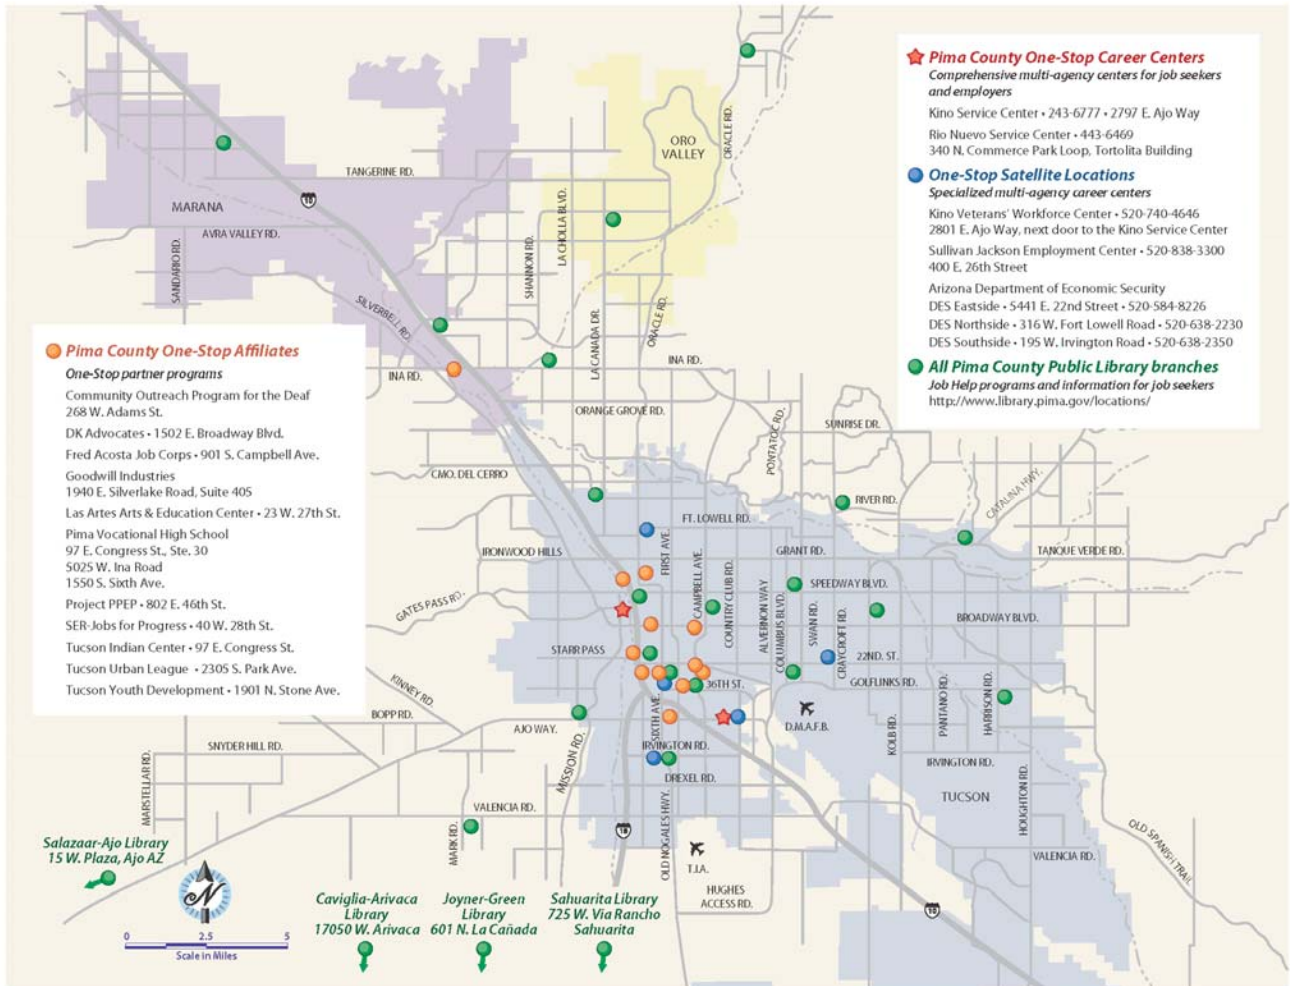 Pima County One-Stop Career Centers
Comprehensive multi-agency centers for job seekers
and employers
Kino Service Center • 243-6777 • 2797 E. Ajo Way
Rio Nuevo Service Center • 443-6469
340 N. Commerce Park Loop, Tortolita Building
One-Stop Satellite Locations
Specialized multi-agency career centers
Kino Veterans' Workforce Center • 520-740-4646
2801 E. Ajo Way, next door to the Kino Service Center
Sullivan Jackson Employment Center • 520-838-3300
400 E. 26th Street
Arizona Department of Economic Security
DES Eastside • 5441 E. 22nd Street • 520-584-8226
DES Northside • 316 W. Fort Lowell Road • 520-638-2230
DES Southside • 195 W. Irvington Road • 520-638-2350
All Pima County Public Library branches
Job Help programs and information for job seekers
http://www.library.pima.gov/locations/
Pima County One-Stop Affiliates
One-Stop partner programs
Community Outreach Program for the Deaf
268 W. Adams St.
DK Advocates • 1502 E. Broadway Blvd.
Fred Acosta Job Corps • 901 S. Campbell Ave.
Goodwill Industries
1940 E. Silverlake Road, Suite 405
Las Artes Arts & Education Center • 23 W. 27th St.
Pima Vocational High School
97 E. Congress St., Ste. 30
5025 W. Ina Road
1550 S. Sixth Ave.
Project PPEP • 802 E. 46th St.
SER-Jobs for Progress • 40 W. 28th St.
Tucson Indian Center • 97 E. Congress St.
Tucson Urban League • 2305 S. Park Ave.
Tucson Youth Development • 1901 N. Stone Ave.
ORO
VALLEY
ORACLE RD.
TANGERINE RD.
10
MARANA
AVRA VALLEY RD.
SANDARIO RD.
LA CHOLLA BLVD.
SHANNON RD.
SILVERBELL RD.
LA CANADA DR.
ORACLE RD.
INA RD.
INA RD.
ORANGE GROVE RD.
PONTATOC RD.
SUNRISE DR.
CMO. DEL CERRO
RIVER RD.
CATALINA HWY.
FT. LOWELL RD.
IRONWOOD HILLS
FIRST AVE.
GRANT RD.
TANQUE VERDE RD.
CAMPBELL AVE.
COUNTRY CLUB RD.
ALVERNON WAY
COLUMBUS BLVD.
SPEEDWAY BLVD.
SWAN RD.
CRAYCROFT RD.
GATES PASS RD.
BROADWAY BLVD.
STARR PASS
22ND. ST.
36TH ST.
GOLFLINKS RD.
KINNEY RD.
BOPP RD.
AJO WAY.
SIXTH AVE.
D.M.A.F.B.
KOLB RD.
PANTANO RD.
HARRISON RD.
SNYDER HILL RD.
MARSTELLAR RD.
MISSION RD.
IRVINGTON RD.
IRVINGTON RD.
DREXEL RD.
TUCSON
HOUGHTON RD.
OLD SPANISH TRAIL
VALENCIA RD.
MARK RD.
OLD NOGALES HWY.
10
VALENCIA RD.
T.I.A.
HUGHES
ACCESS RD.
10
Salazaar-Ajo Library
15 W. Plaza, Ajo AZ
N
0 2.5 5
Scale in Miles
Caviglia-Arivaca
Library
17050 W. Arivaca
Joyner-Green
Library
601 N. La Cañada
Sahuarita Library
725 W. Via Rancho
Sahuarita